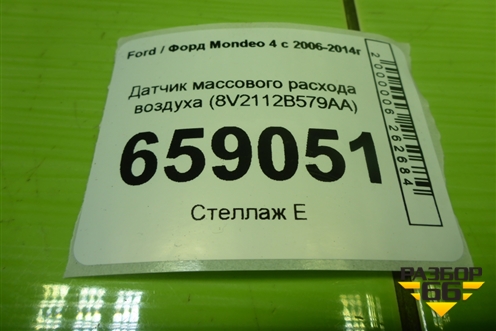 Ford / Форд Mondeo 4 с 2006-2014г
Датчик массового расхода
воздуха (8V2112B579AA)
659051
Стеллаж Е
2000006262684
РАЗБОР
66